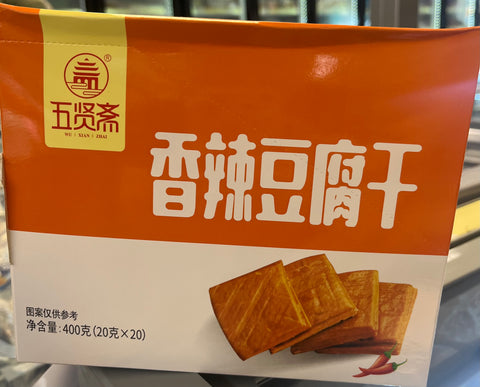 ®
五贤斋
WU | XIAN | ZHAI
香辣豆腐干
图案仅供参考
净含量:400克(20克×20)